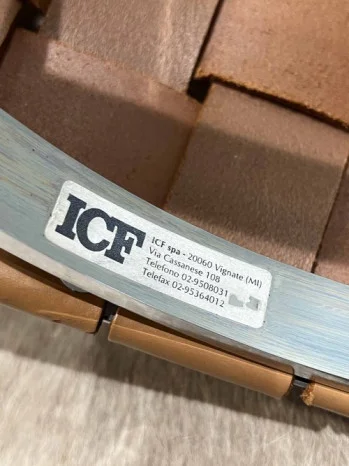 ICF
ICF spa - 20060 Vignate (MI)
Via Cassanese 108
Telefono 02-9508031
Telefax 02-95364012